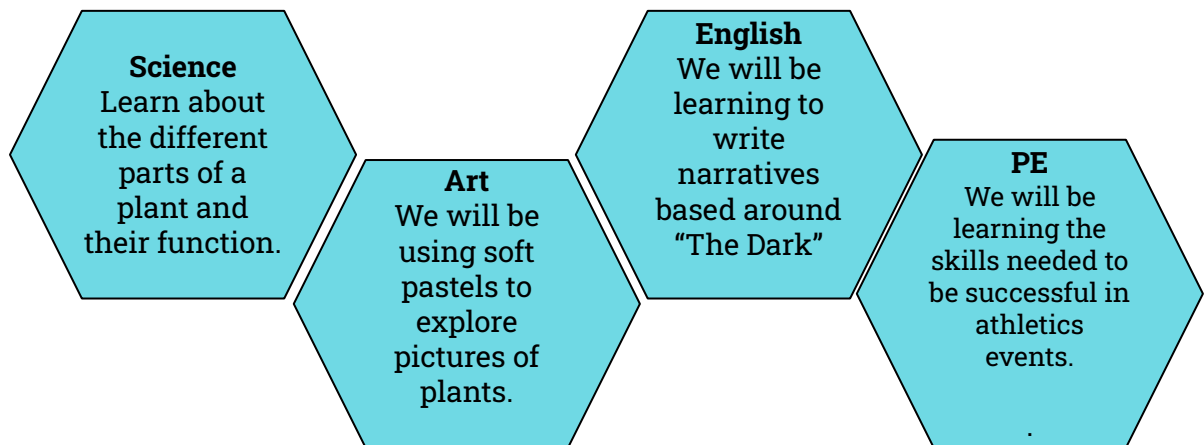 Science
Learn about
the different
parts of a
plant and
their function.
Art
We will be
using soft
pastels to
explore
pictures of
plants.
English
We will be
learning to
write
narratives
based around
“The Dark”
PE
We will be
learning the
skills needed to
be successful in
athletics
events.
.